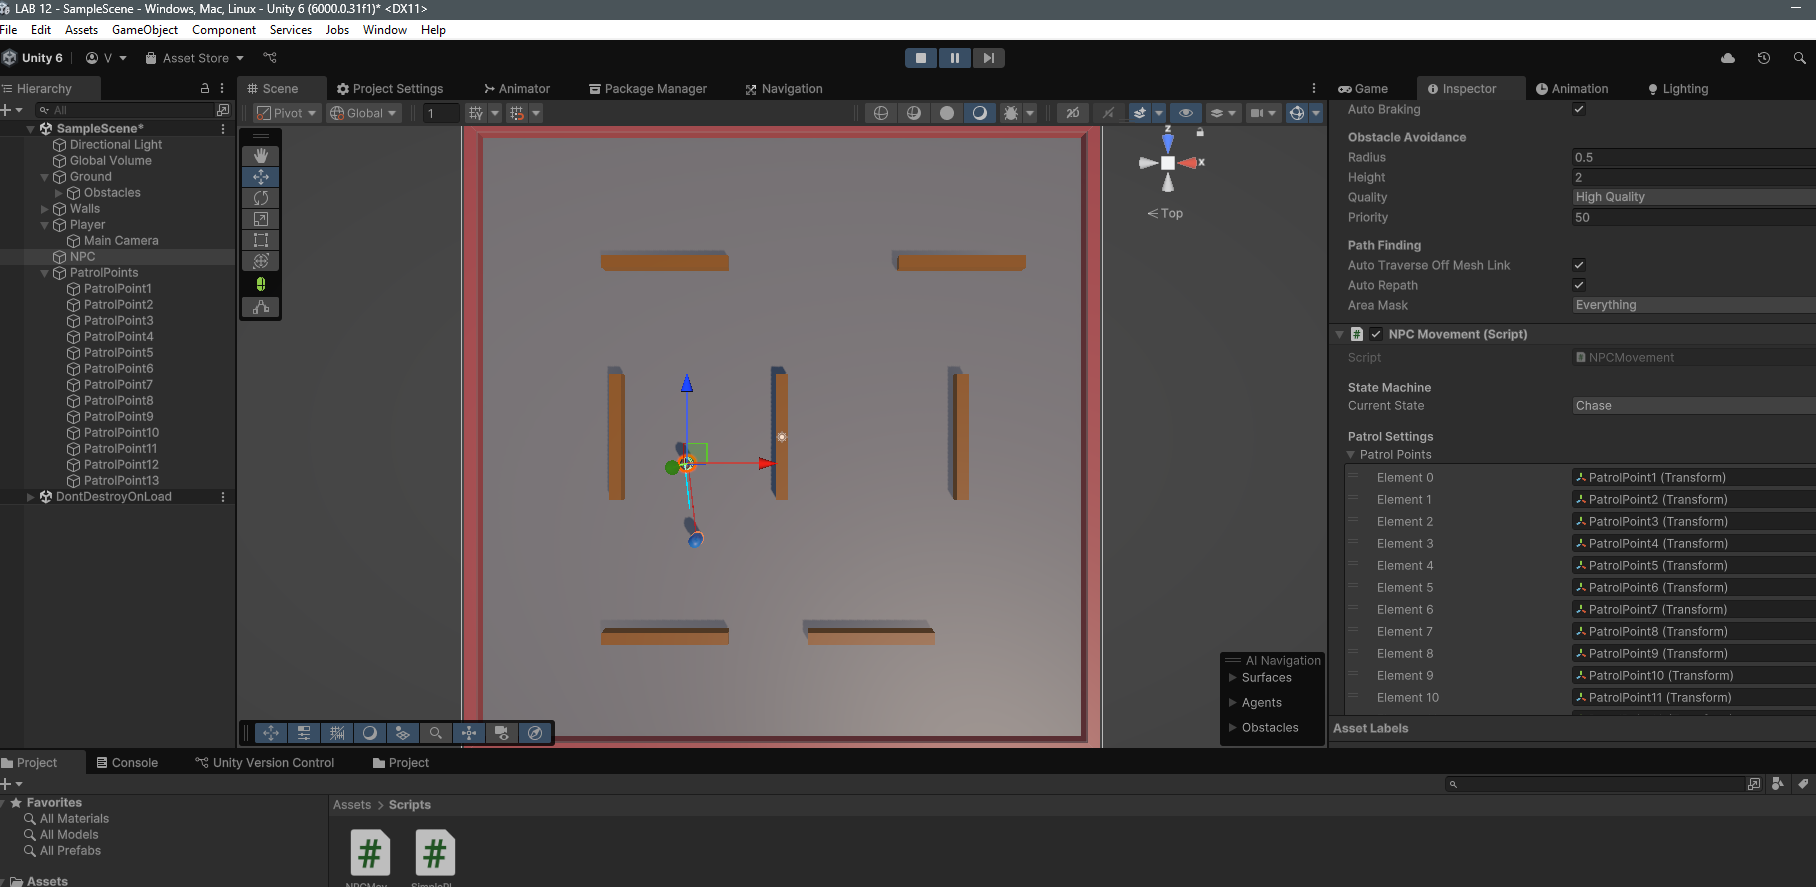 LAB 12 - SampleScene - Windows, Mac, Linux - Unity 6 (6000.0.31f1)* <DX11>
File Edit Assets GameObject Component Services Jobs Window Help
Unity 6 V Asset Store
Hierarchy
All
SampleScene*
Directional Light
Global Volume
Ground
Obstacles
Walls
Player
Main Camera
NPC
PatrolPoints
PatrolPoint1
PatrolPoint2
PatrolPoint3
PatrolPoint4
PatrolPoint5
PatrolPoint6
PatrolPoint7
PatrolPoint8
PatrolPoint9
PatrolPoint10
PatrolPoint11
PatrolPoint12
PatrolPoint13
DontDestroyOnLoad
Scene Project Settings Animator Package Manager Navigation
Pivot Global 1 2D
z
x
Top
AI Navigation
Surfaces
Agents
Obstacles
Game Inspector Animation Lighting
Auto Braking
Obstacle Avoidance
Radius 0.5
Height 2
Quality High Quality
Priority 50
Path Finding
Auto Traverse Off Mesh Link
Auto Repath
Area Mask Everything
# NPC Movement (Script)
Script NPCMovement
State Machine
Current State Chase
Patrol Settings
Patrol Points
Element 0 PatrolPoint1 (Transform)
Element 1 PatrolPoint2 (Transform)
Element 2 PatrolPoint3 (Transform)
Element 3 PatrolPoint4 (Transform)
Element 4 PatrolPoint5 (Transform)
Element 5 PatrolPoint6 (Transform)
Element 6 PatrolPoint7 (Transform)
Element 7 PatrolPoint8 (Transform)
Element 8 PatrolPoint9 (Transform)
Element 9 PatrolPoint10 (Transform)
Element 10 PatrolPoint11 (Transform)
Asset Labels
Project Console Unity Version Control Project
Favorites
All Materials
All Models
All Prefabs
Assets
Assets > Scripts
# #